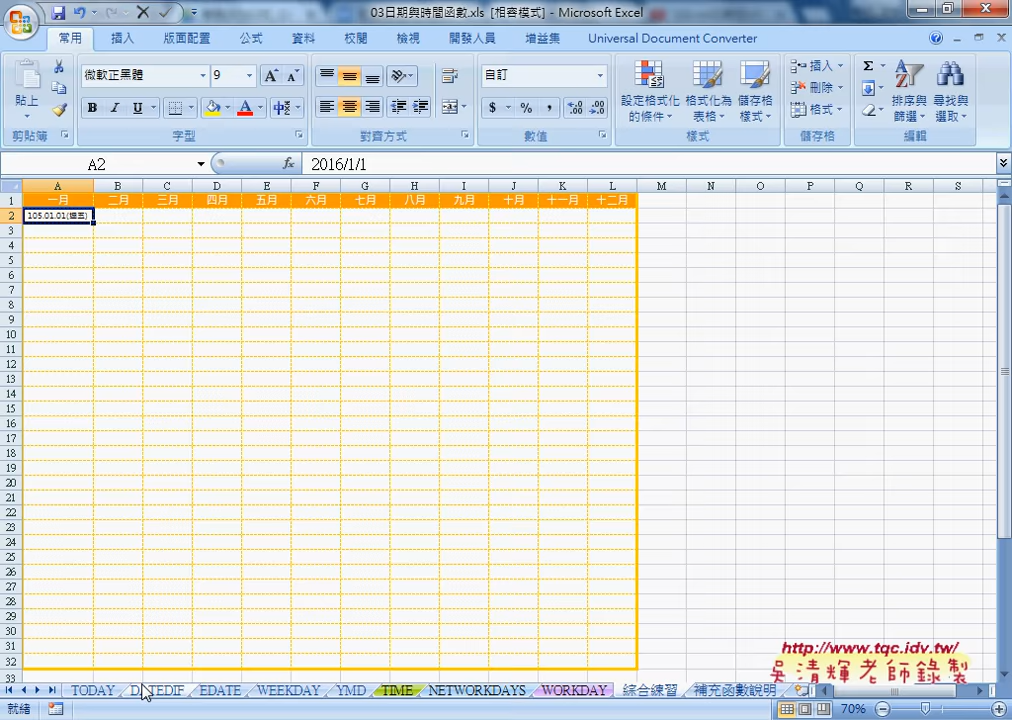 03日期與時間函數.xls [相容模式] - Microsoft Excel
常用 插入 版面配置 公式 資料 校閱 檢視 開發人員 增益集 Universal Document Converter
貼上
剪貼簿
微軟正黑體 9
B I U
字型
對齊方式
自訂
$ % ,
數值
設定格式化的條件
格式化為表格
儲存格樣式
樣式
插入
刪除
格式
儲存格
Σ
排序與篩選
尋找與選取
編輯
A2 fx 2016/1/1
A B C D E F G H I J K L M N O P Q R S
1 一月 二月 三月 四月 五月 六月 七月 八月 九月 十月 十一月 十二月
2 105.01.01(週五)
3
4
5
6
7
8
9
10
11
12
13
14
15
16
17
18
19
20
21
22
23
24
25
26
27
28
29
30
31
32
33
http://www.tqc.idv.tw/
吳清輝老師錄製
TODAY DATEDIF EDATE WEEKDAY YMD TIME NETWORKDAYS WORKDAY 綜合練習 補充函數說明
就緒 70%